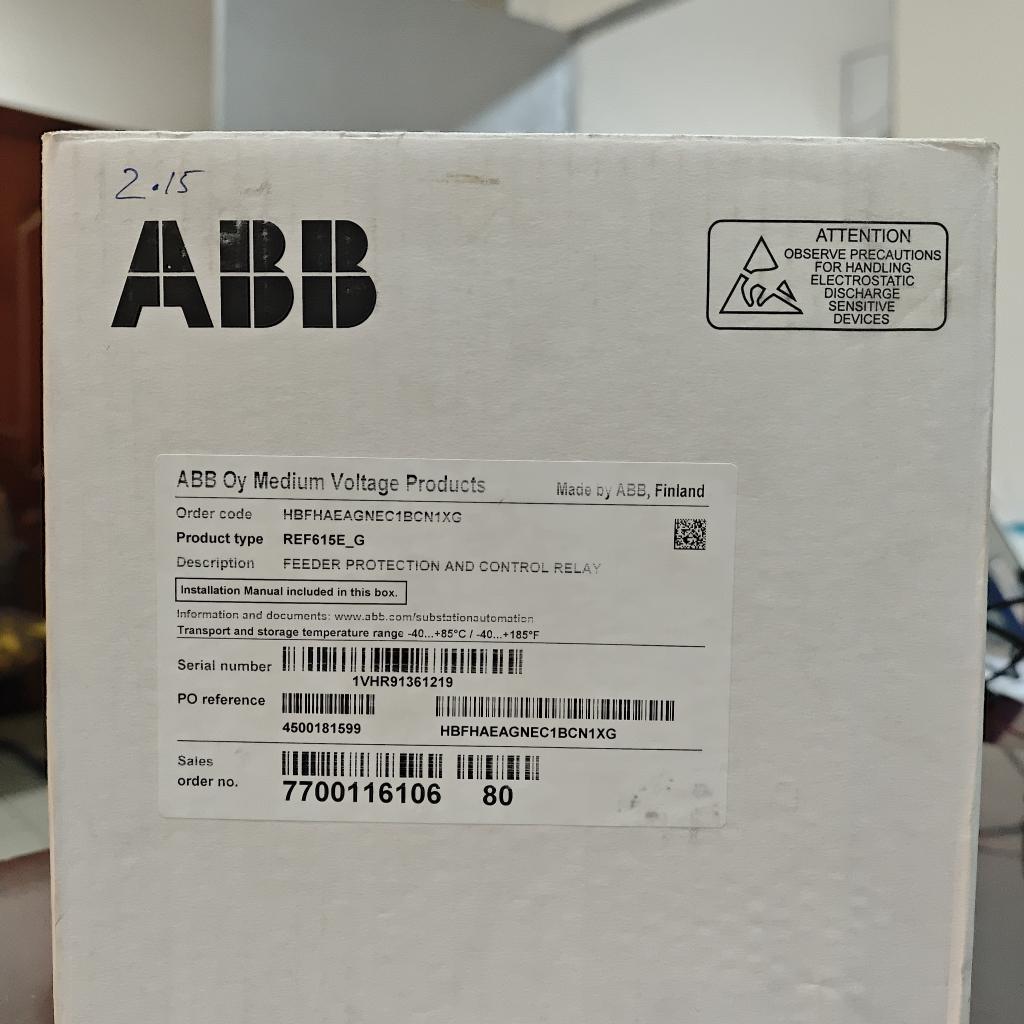 2.15
ABB
ATTENTION
OBSERVE PRECAUTIONS
FOR HANDLING
ELECTROSTATIC
DISCHARGE
SENSITIVE
DEVICES
ABB Oy Medium Voltage Products
Made by ABB, Finland
Order code HBFHAEAGNEC1BCN1XG
Product type REF615E_G
Description FEEDER PROTECTION AND CONTROL RELAY
Installation Manual included in this box.
Information and documents: www.abb.com/substationautomation
Transport and storage temperature range -40...+85°C / -40...+185°F
Serial number
1VHR91361219
PO reference
4500181599 HBFHAEAGNEC1BCN1XG
Sales
order no.
7700116106 80